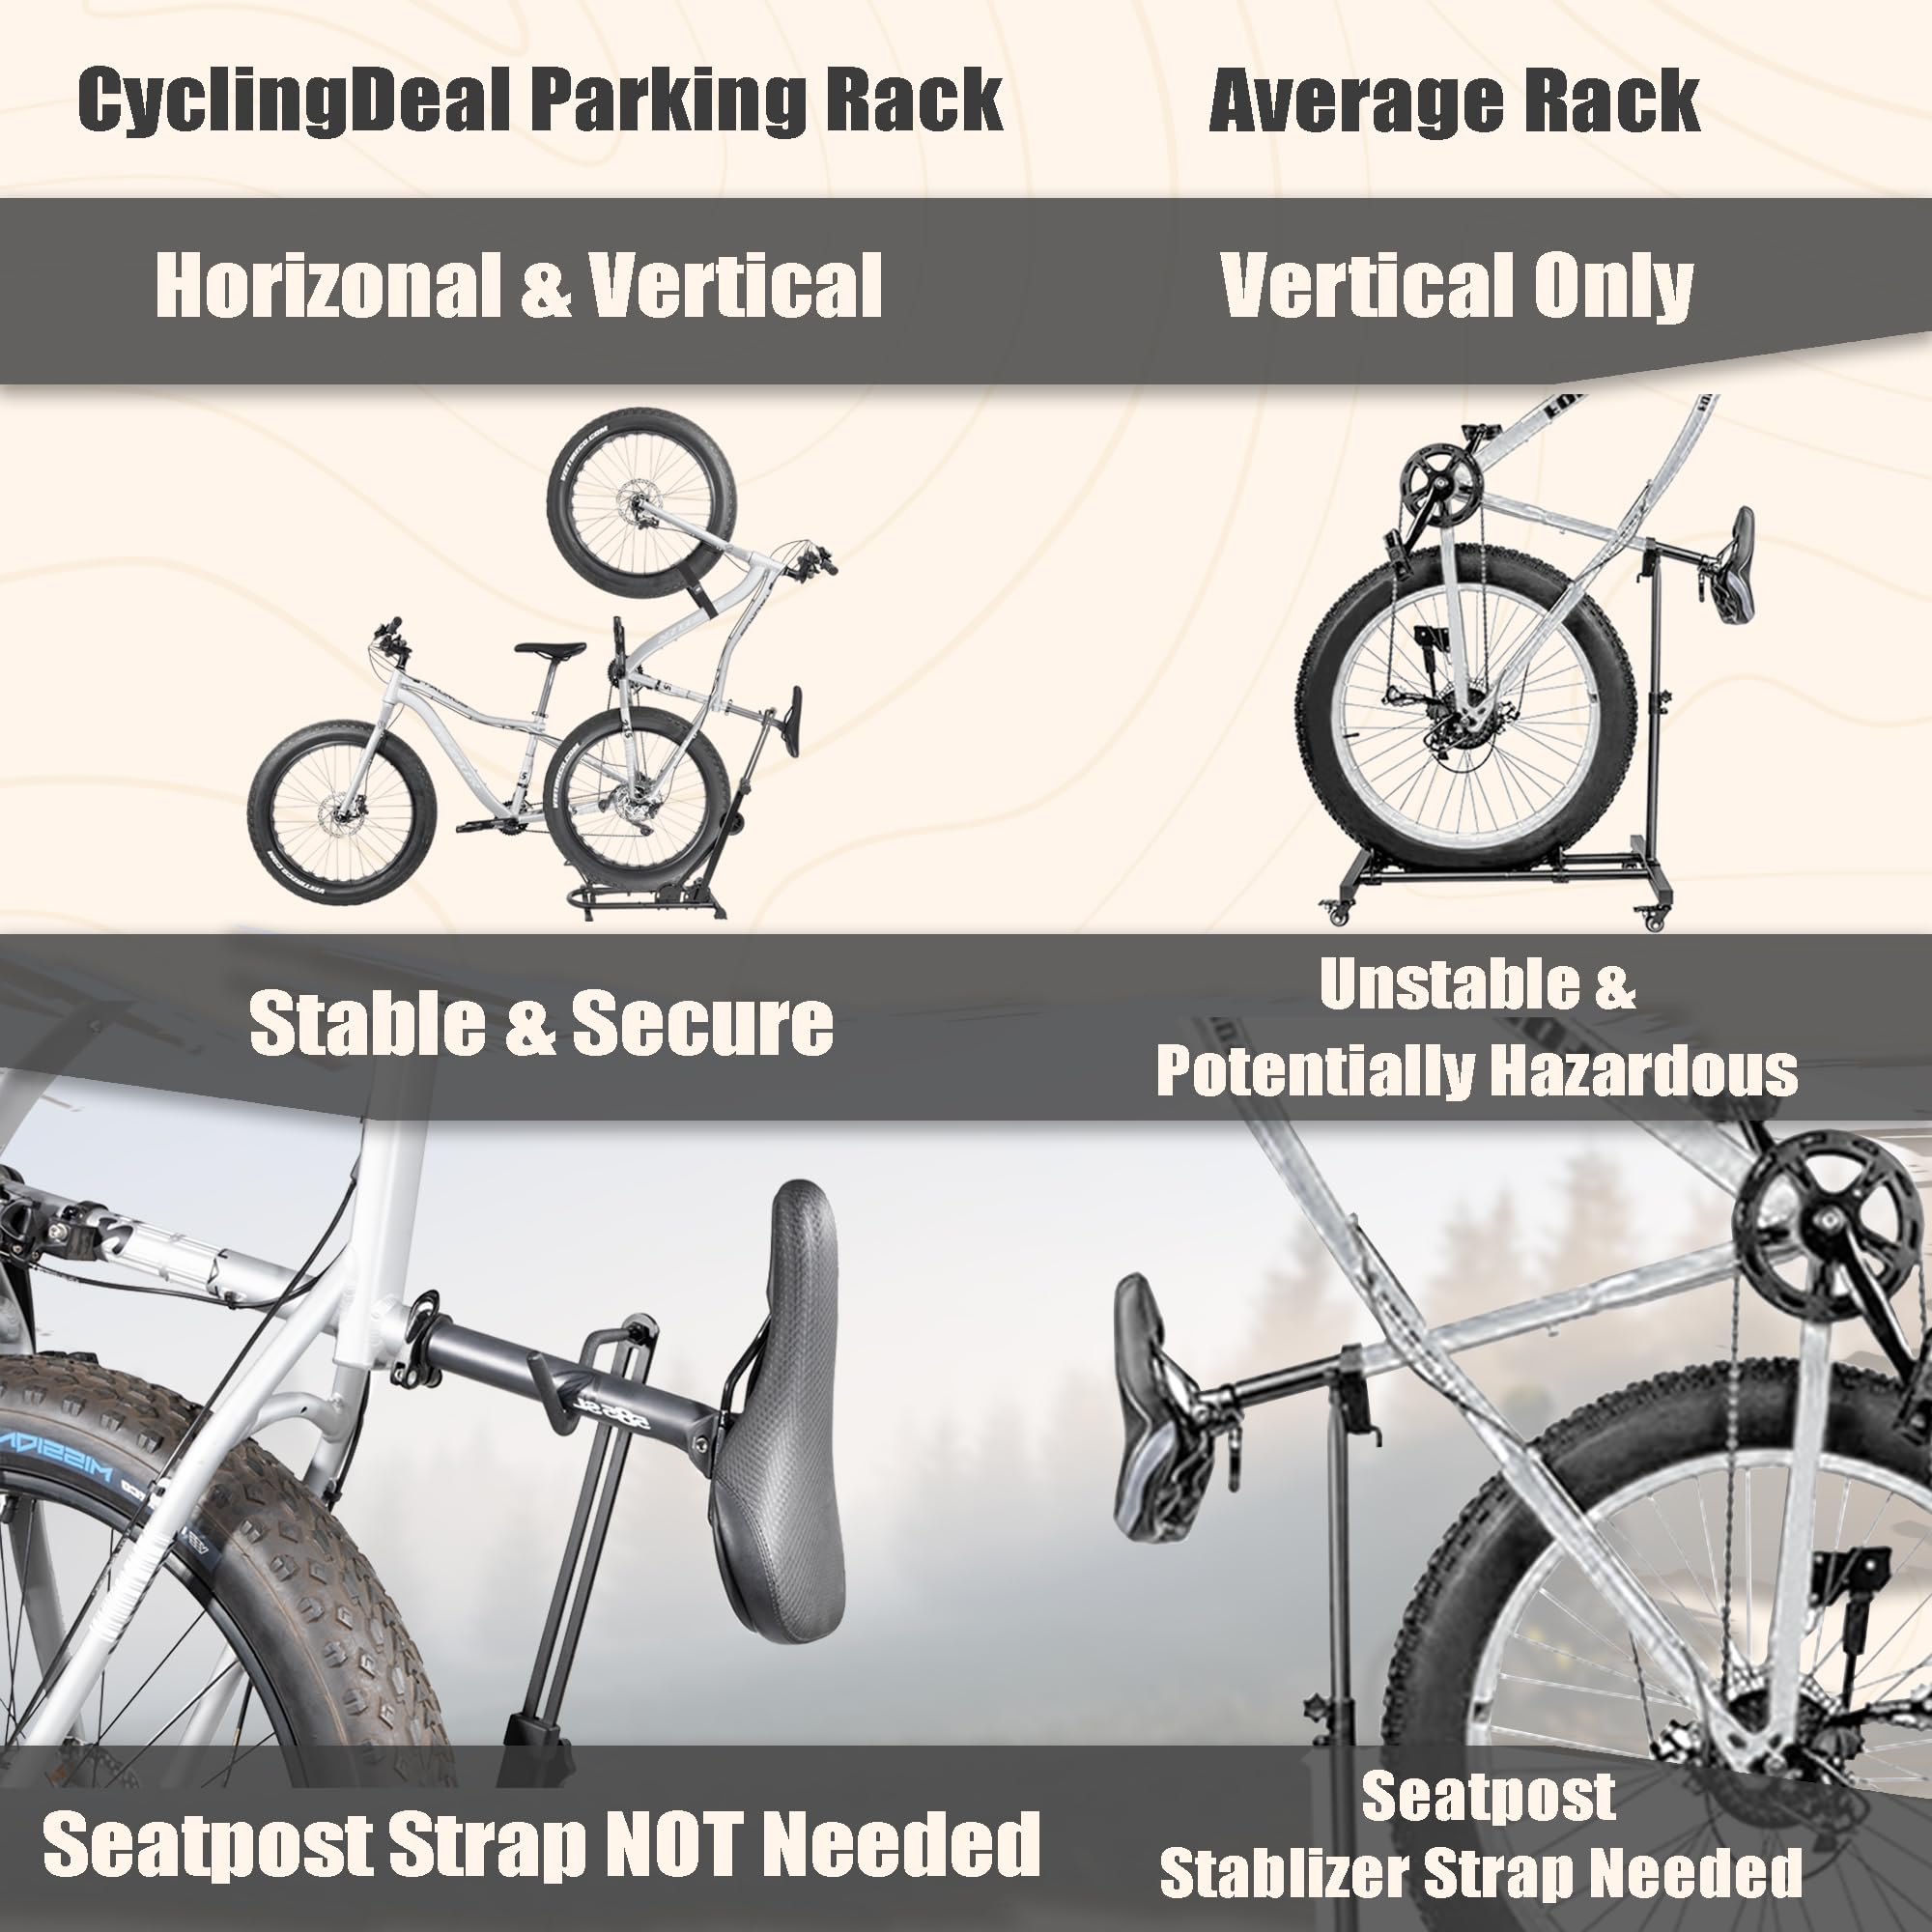 CyclingDeal Parking Rack
Average Rack
Horizonal & Vertical
Vertical Only
Stable & Secure
Unstable &
Potentially Hazardous
Seatpost Strap NOT Needed
Seatpost
Stablizer Strap Needed